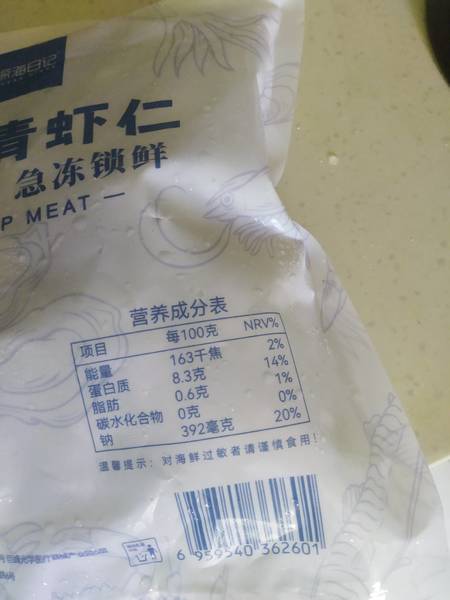 海日记
青虾仁
急冻锁鲜
P MEAT
营养成分表
项目 每100克 NRV%
能量 163千焦 2%
蛋白质 8.3克 14%
脂肪 0.6克 1%
碳水化合物 0克 0%
钠 392毫克 20%
温馨提示：对海鲜过敏者请谨慎食用！
6 959540 362601